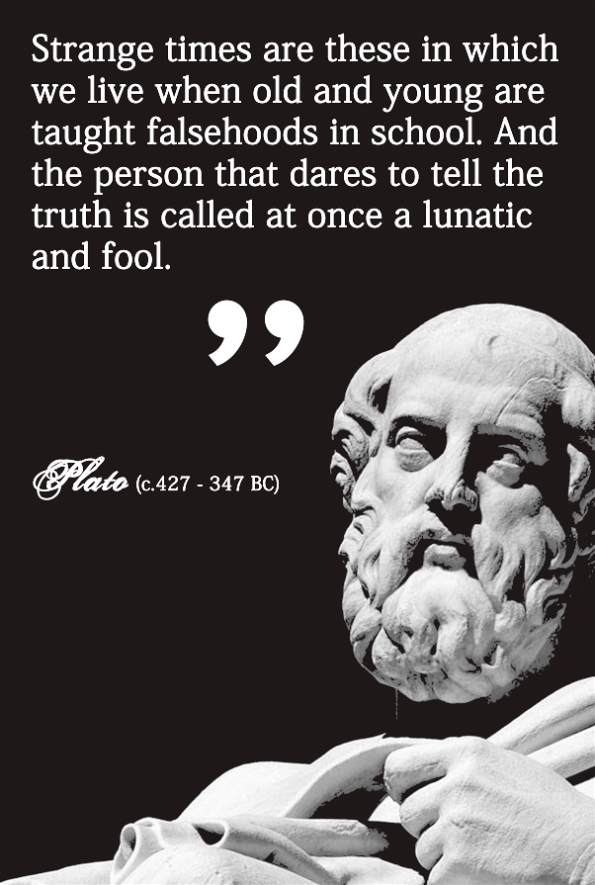 Strange times are these in which
we live when old and young are
taught falsehoods in school. And
the person that dares to tell the
truth is called at once a lunatic
and fool.
”
Plato (c.427 - 347 BC)